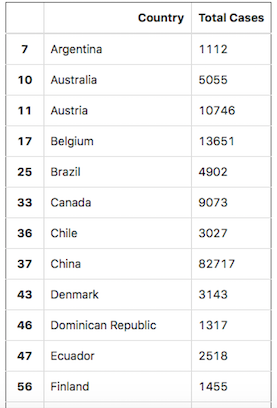 Country Total Cases
7 Argentina 1112
10 Australia 5055
11 Austria 10746
17 Belgium 13651
25 Brazil 4902
33 Canada 9073
36 Chile 3027
37 China 82717
43 Denmark 3143
46 Dominican Republic 1317
47 Ecuador 2518
56 Finland 1455